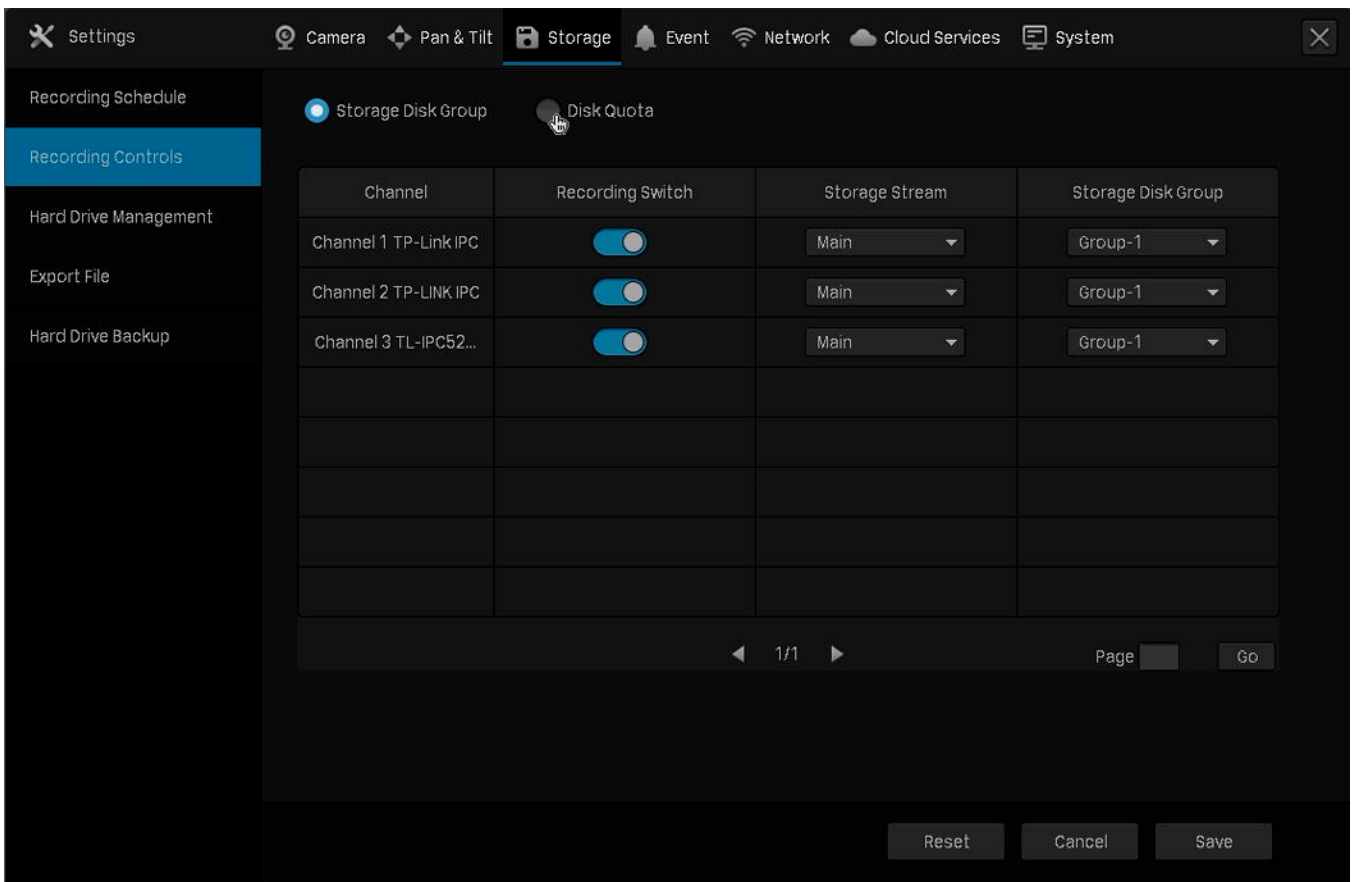 Settings Camera Pan & Tilt Storage Event Network Cloud Services System
Recording Schedule
Recording Controls
Hard Drive Management
Export File
Hard Drive Backup
Storage Disk Group Disk Quota
Channel Recording Switch Storage Stream Storage Disk Group
Channel 1 TP-Link IPC Main Group-1
Channel 2 TP-LINK IPC Main Group-1
Channel 3 TL-IPC52... Main Group-1
1/1 Page Go
Reset Cancel Save